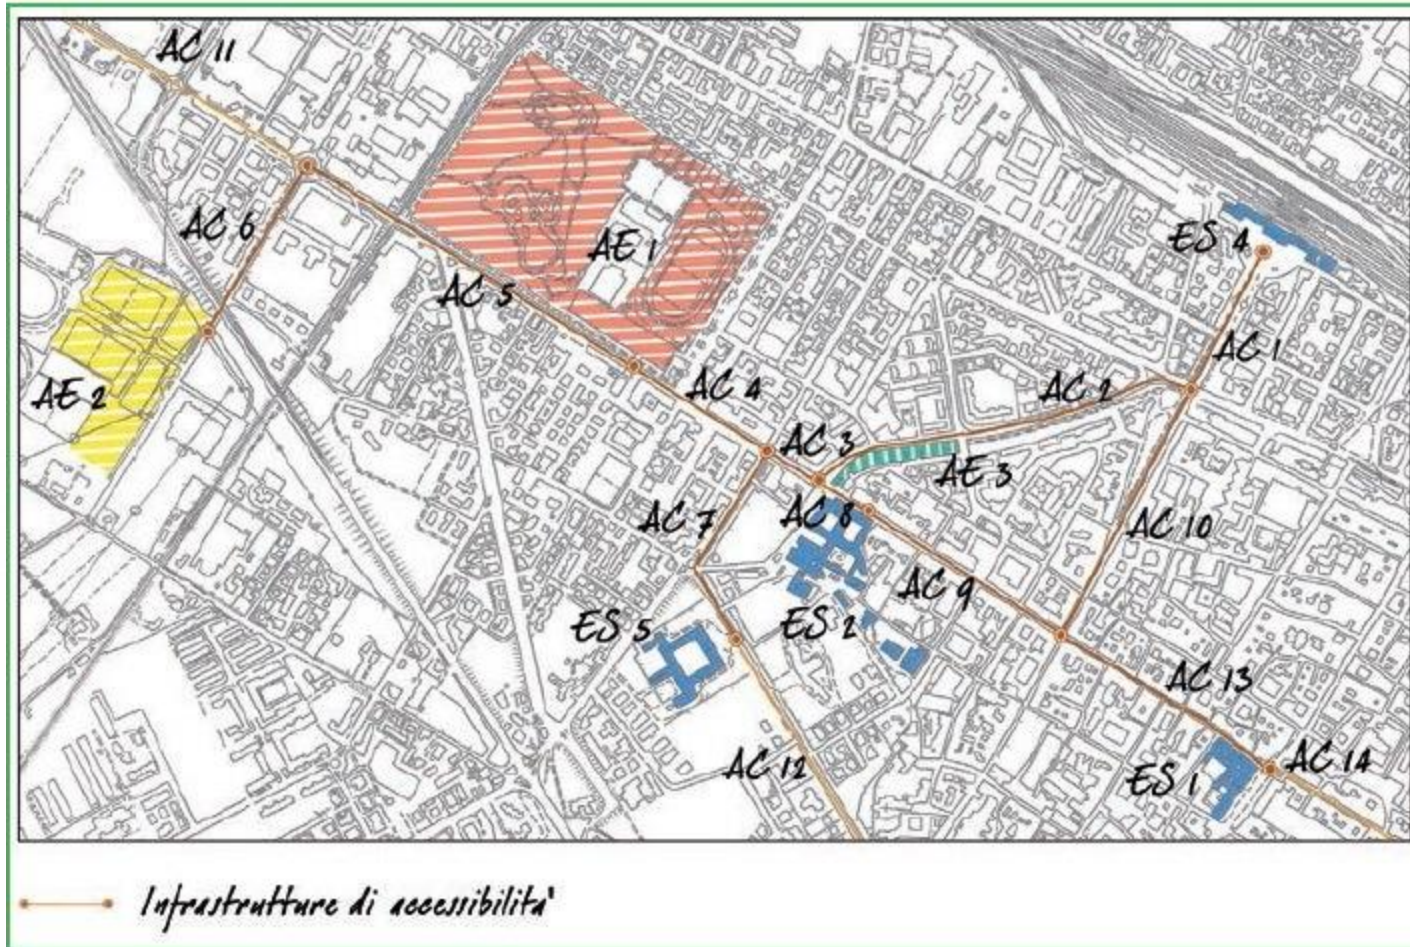 AC 11
AC 6
AE 1
ES 4
AC 5
AC 1
AE 2
AC 4
AC 2
AC 3
AE 3
AC 7
AC 8
AC 10
AC 9
ES 5
ES 2
AC 13
AC 12
ES 1
AC 14
Infrastrutture di accessibilità